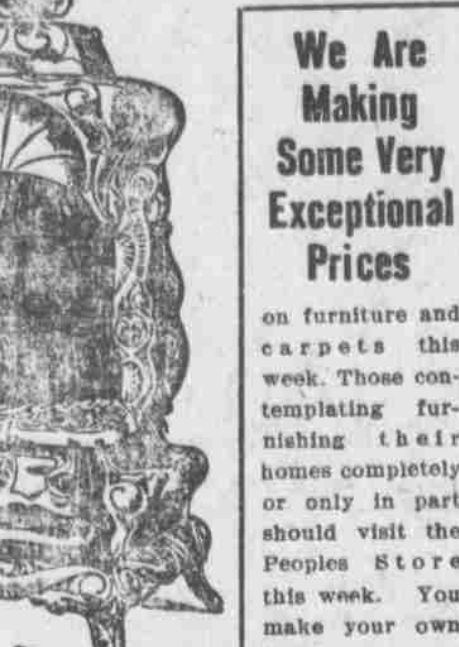 We Are
Making
Some Very
Exceptional
Prices
on furniture and
carpets this
week. Those con-
templating fur-
nishing their
homes completely
or only in part
should visit the
Peoples Store
this week. You
make your own